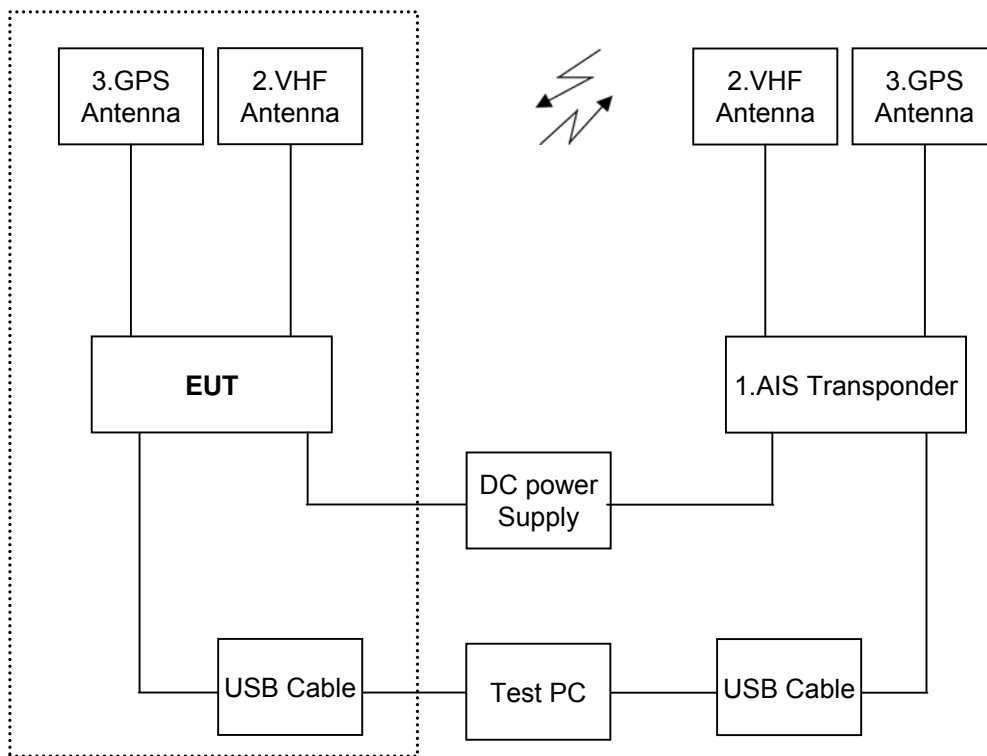 3.GPS
Antenna
2.VHF
Antenna
2.VHF
Antenna
3.GPS
Antenna
EUT
1.AIS Transponder
DC power
Supply
USB Cable
Test PC
USB Cable